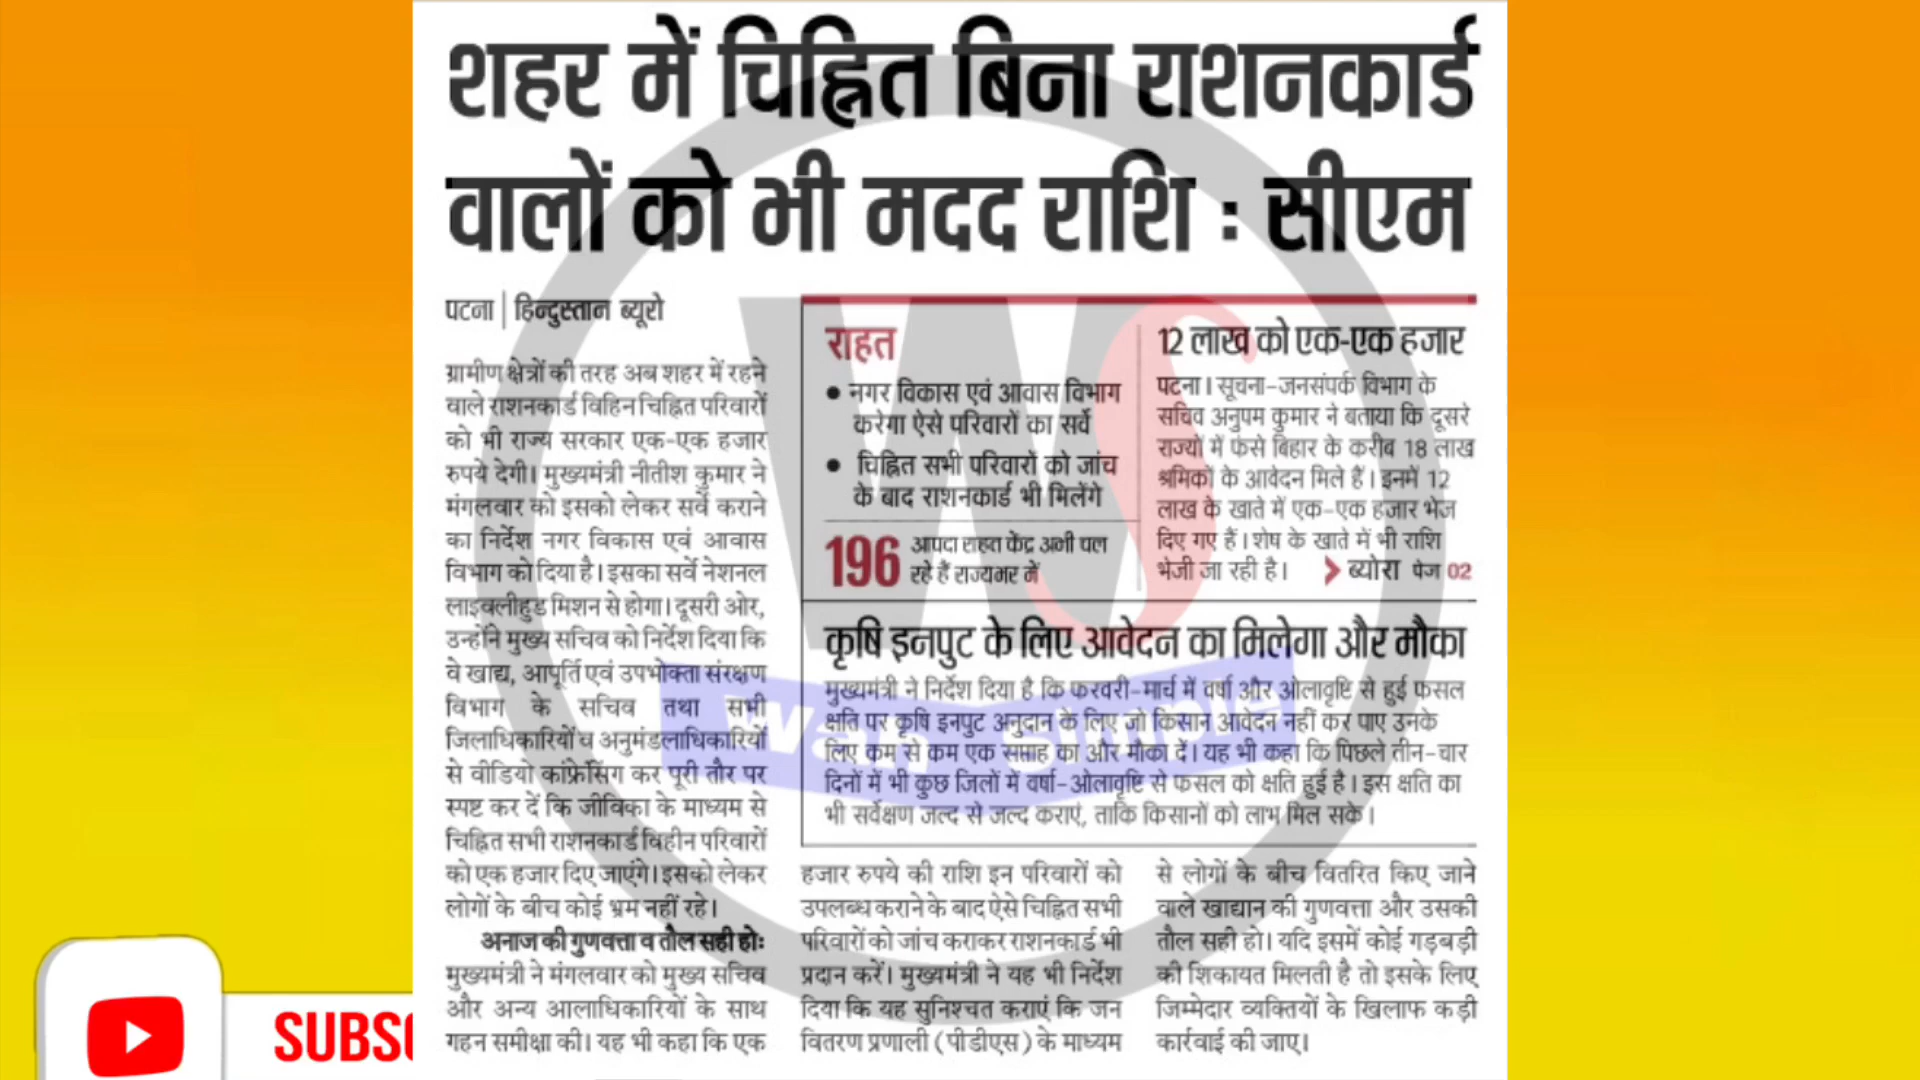 शहर में चिह्नित बिना राशनकार्ड
वालों को भी मदद राशि : सीएम
पटना | हिन्दुस्तान ब्यूरो
ग्रामीण क्षेत्रों की तरह अब शहर में रहने
वाले राशनकार्ड विहिन चिह्नित परिवारों
को भी राज्य सरकार एक-एक हजार
रुपये देगी। मुख्यमंत्री नीतीश कुमार ने
मंगलवार को इसको लेकर सर्वे कराने
का निर्देश नगर विकास एवं आवास
विभाग को दिया है। इसका सर्वे नेशनल
लाइवलीहुड मिशन से होगा। दूसरी ओर,
उन्होंने मुख्य सचिव को निर्देश दिया कि
वे खाद्य, आपूर्ति एवं उपभोक्ता संरक्षण
विभाग के सचिव तथा सभी
जिलाधिकारियों व अनुमंडलाधिकारियों
से वीडियो कांफ्रेंसिंग कर पूरी तौर पर
स्पष्ट कर दें कि जीविका के माध्यम से
चिह्नित सभी राशनकार्ड विहीन परिवारों
को एक हजार दिए जाएंगे। इसको लेकर
लोगों के बीच कोई भ्रम नहीं रहे।
अनाज की गुणवत्ता व तौल सही हो:
मुख्यमंत्री ने मंगलवार को मुख्य सचिव
और अन्य आलाधिकारियों के साथ
गहन समीक्षा की। यह भी कहा कि एक
राहत
● नगर विकास एवं आवास विभाग
करेगा ऐसे परिवारों का सर्वे
● चिह्नित सभी परिवारों को जांच
के बाद राशनकार्ड भी मिलेंगे
196 आपदा राहत केंद्र अभी चल
रहे हैं राज्यभर में
12 लाख को एक-एक हजार
पटना। सूचना-जनसंपर्क विभाग के
सचिव अनुपम कुमार ने बताया कि दूसरे
राज्यों में फंसे बिहार के करीब 18 लाख
श्रमिकों के आवेदन मिले हैं। इनमें 12
लाख के खाते में एक-एक हजार भेज
दिए गए हैं। शेष के खाते में भी राशि
भेजी जा रही है। ❯ ब्योरा पेज 02
कृषि इनपुट के लिए आवेदन का मिलेगा और मौका
मुख्यमंत्री ने निर्देश दिया है कि फरवरी-मार्च में वर्षा और ओलावृष्टि से हुई फसल
क्षति पर कृषि इनपुट अनुदान के लिए जो किसान आवेदन नहीं कर पाए उनके
लिए कम से कम एक सप्ताह का और मौका दें। यह भी कहा कि पिछले तीन-चार
दिनों में भी कुछ जिलों में वर्षा-ओलावृष्टि से फसल को क्षति हुई है। इस क्षति का
भी सर्वेक्षण जल्द से जल्द कराएं, ताकि किसानों को लाभ मिल सके।
हजार रुपये की राशि इन परिवारों को
उपलब्ध कराने के बाद ऐसे चिह्नित सभी
परिवारों को जांच कराकर राशनकार्ड भी
प्रदान करें। मुख्यमंत्री ने यह भी निर्देश
दिया कि यह सुनिश्चत कराएं कि जन
वितरण प्रणाली (पीडीएस) के माध्यम
से लोगों के बीच वितरित किए जाने
वाले खाद्यान की गुणवत्ता और उसकी
तौल सही हो। यदि इसमें कोई गड़बड़ी
की शिकायत मिलती है तो इसके लिए
जिम्मेदार व्यक्तियों के खिलाफ कड़ी
कार्रवाई की जाए।
WS
Wah Simple
SUBSC